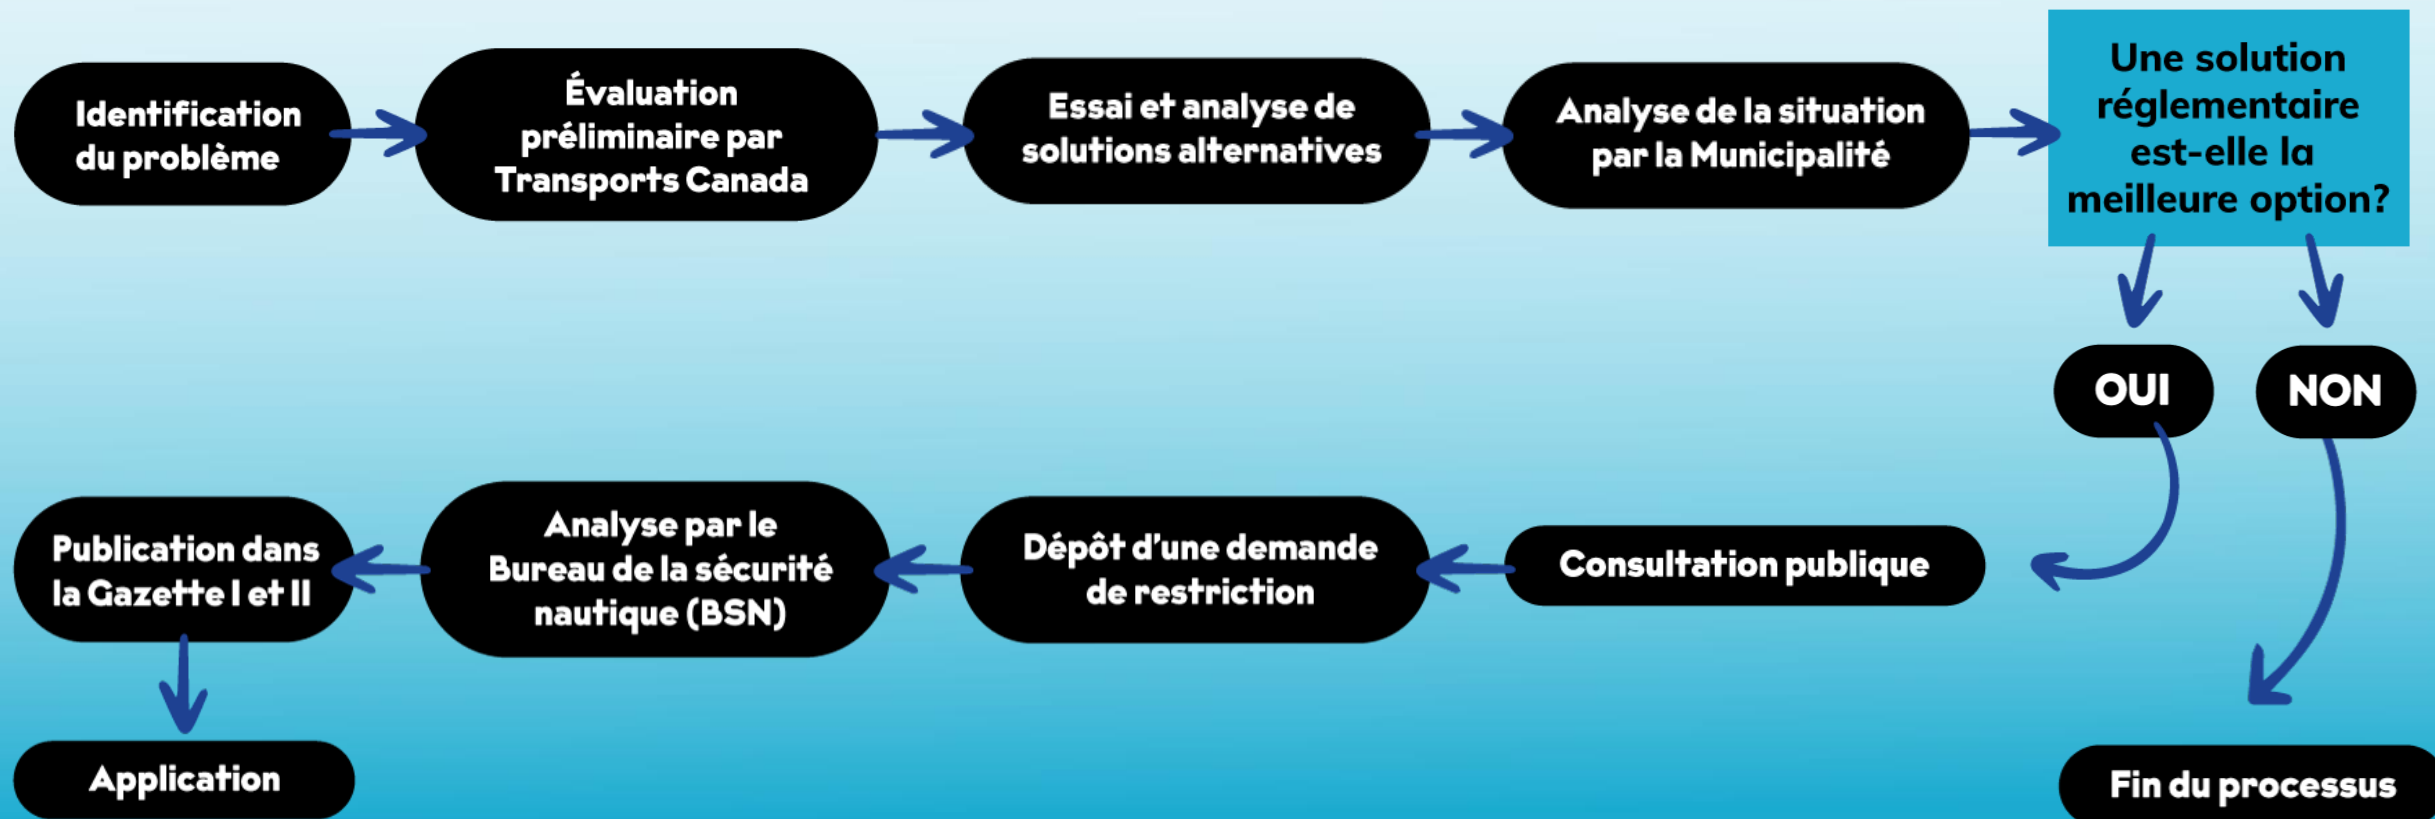 Identification
du problème
Évaluation
préliminaire par
Transports Canada
Essai et analyse de
solutions alternatives
Analyse de la situation
par la Municipalité
Une solution
réglementaire
est-elle la
meilleure option?
OUI
NON
Consultation publique
Dépôt d'une demande
de restriction
Analyse par le
Bureau de la sécurité
nautique (BSN)
Publication dans
la Gazette I et II
Application
Fin du processus